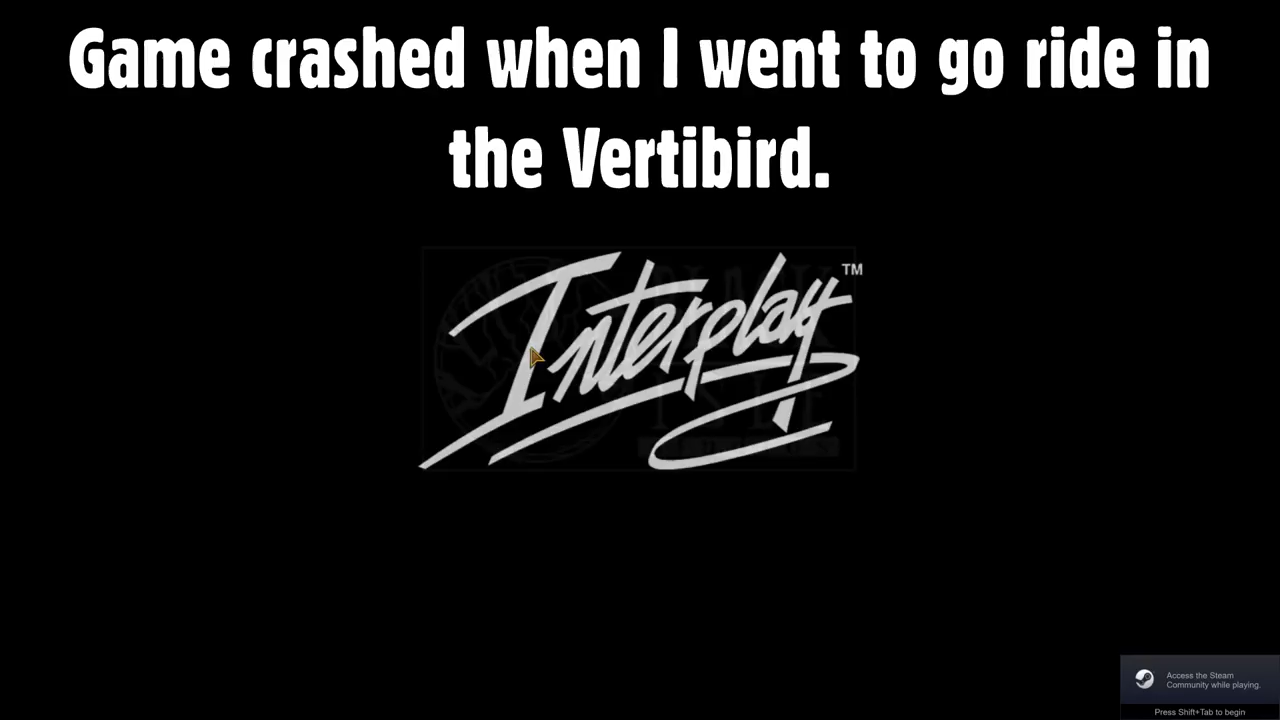 Game crashed when I went to go ride in
the Vertibird.
Interplay TM
Access the Steam
Community while playing.
Press Shift+Tab to begin